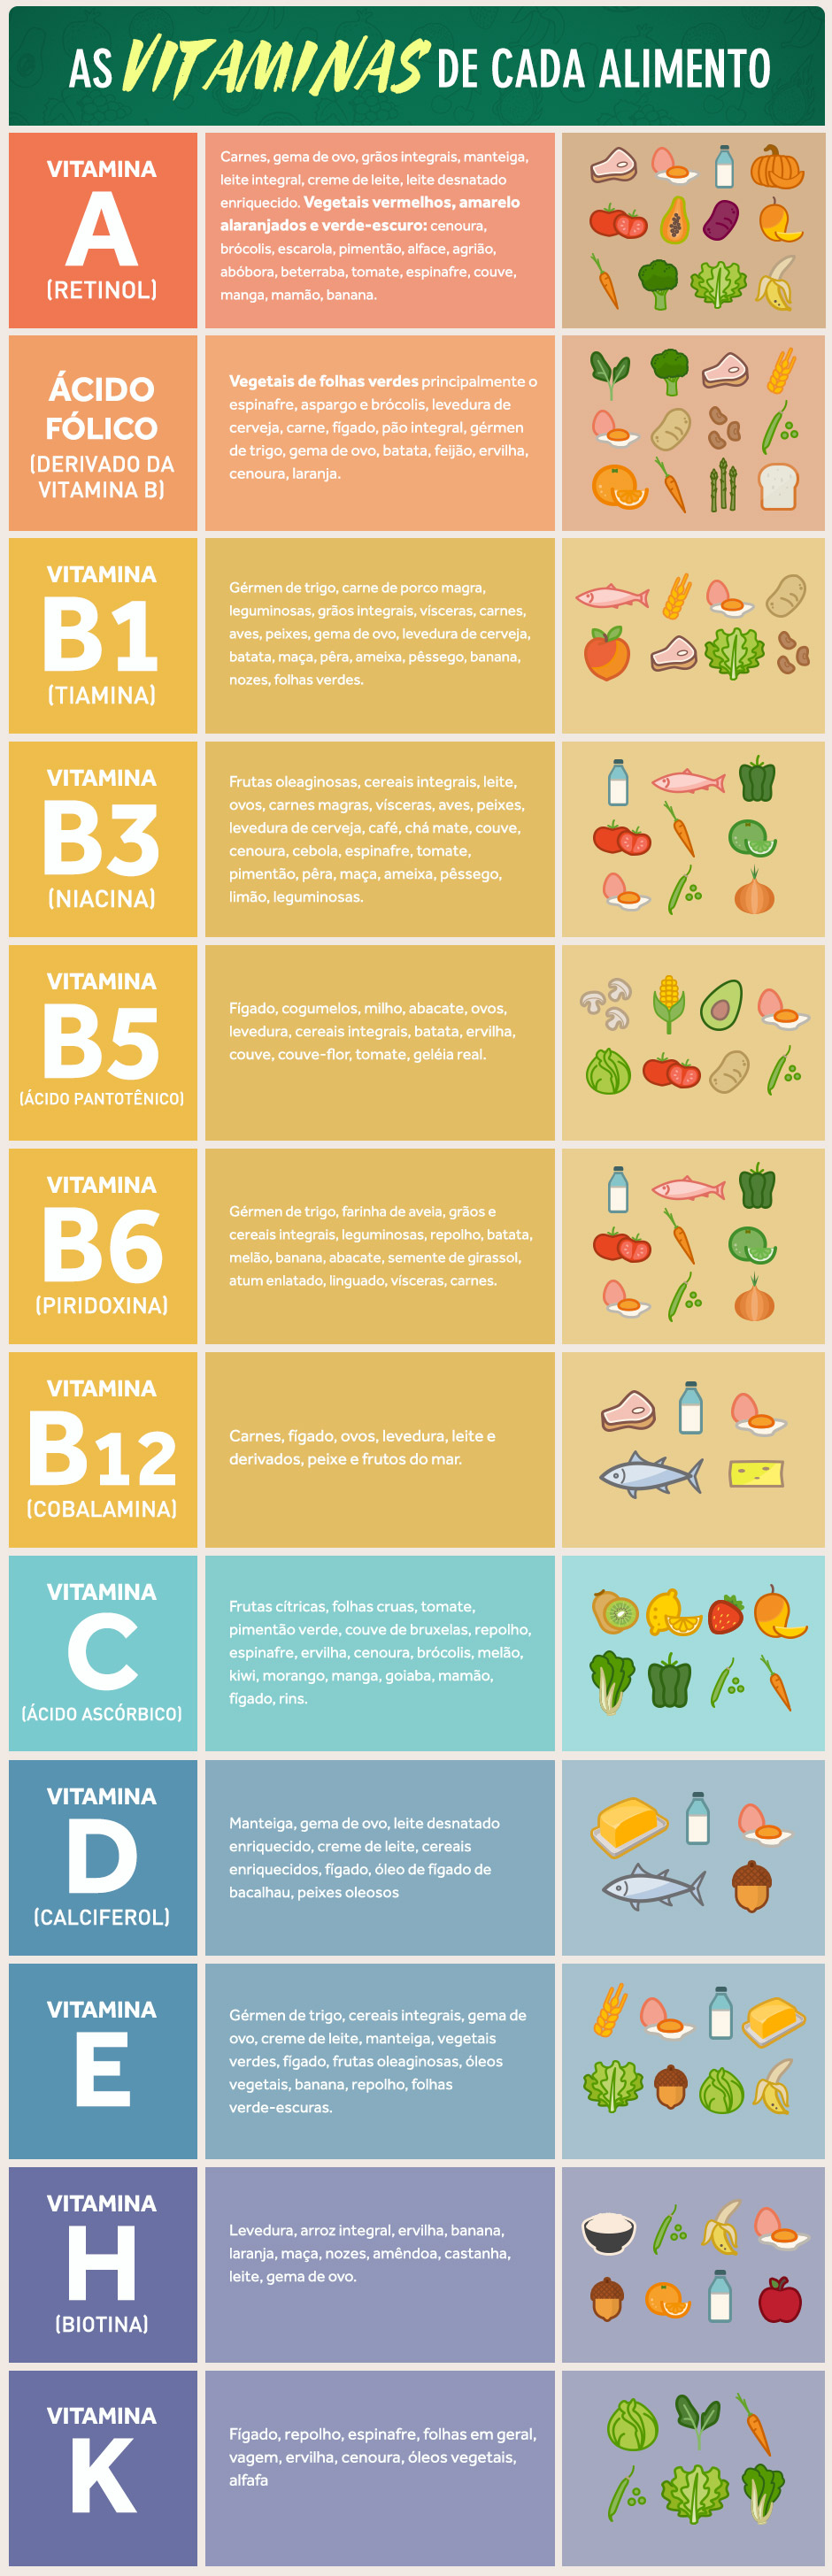 AS VITAMINAS DE CADA ALIMENTO
VITAMINA
A
(RETINOL)
Carnes, gema de ovo, grãos integrais, manteiga,
leite integral, creme de leite, leite desnatado
enriquecido. Vegetais vermelhos, amarelo
alaranjados e verde-escuro: cenoura,
brócolis, escarola, pimentão, alface, agrião,
abóbora, beterraba, tomate, espinafre, couve,
manga, mamão, banana.
ÁCIDO
FÓLICO
(DERIVADO DA
VITAMINA B)
Vegetais de folhas verdes principalmente o
espinafre, aspargo e brócolis, levedura de
cerveja, carne, fígado, pão integral, gérmen
de trigo, gema de ovo, batata, feijão, ervilha,
cenoura, laranja.
VITAMINA
B1
(TIAMINA)
Gérmen de trigo, carne de porco magra,
leguminosas, grãos integrais, vísceras, carnes,
aves, peixes, gema de ovo, levedura de cerveja,
batata, maça, pêra, ameixa, pêssego, banana,
nozes, folhas verdes.
VITAMINA
B3
(NIACINA)
Frutas oleaginosas, cereais integrais, leite,
ovos, carnes magras, vísceras, aves, peixes,
levedura de cerveja, café, chá mate, couve,
cenoura, cebola, espinafre, tomate,
pimentão, pêra, maça, ameixa, pêssego,
limão, leguminosas.
VITAMINA
B5
(ÁCIDO PANTOTÊNICO)
Fígado, cogumelos, milho, abacate, ovos,
levedura, cereais integrais, batata, ervilha,
couve, couve-flor, tomate, geléia real.
VITAMINA
B6
(PIRIDOXINA)
Gérmen de trigo, farinha de aveia, grãos e
cereais integrais, leguminosas, repolho, batata,
melão, banana, abacate, semente de girassol,
atum enlatado, linguado, vísceras, carnes.
VITAMINA
B12
(COBALAMINA)
Carnes, fígado, ovos, levedura, leite e
derivados, peixe e frutos do mar.
VITAMINA
C
(ÁCIDO ASCÓRBICO)
Frutas cítricas, folhas cruas, tomate,
pimentão verde, couve de bruxelas, repolho,
espinafre, ervilha, cenoura, brócolis, melão,
kiwi, morango, manga, goiaba, mamão,
fígado, rins.
VITAMINA
D
(CALCIFEROL)
Manteiga, gema de ovo, leite desnatado
enriquecido, creme de leite, cereais
enriquecidos, fígado, óleo de fígado de
bacalhau, peixes oleosos
VITAMINA
E
Gérmen de trigo, cereais integrais, gema de
ovo, creme de leite, manteiga, vegetais
verdes, fígado, frutas oleaginosas, óleos
vegetais, banana, repolho, folhas
verde-escuras.
VITAMINA
H
(BIOTINA)
Levedura, arroz integral, ervilha, banana,
laranja, maça, nozes, amêndoa, castanha,
leite, gema de ovo.
VITAMINA
K
Fígado, repolho, espinafre, folhas em geral,
vagem, ervilha, cenoura, óleos vegetais,
alfafa